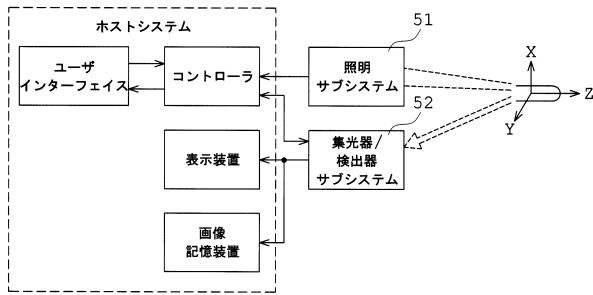 ホストシステム
ユーザ
インターフェイス
コントローラ
照明
サブシステム
51
集光器/
検出器
サブシステム
52
表示装置
画像
記憶装置
X
Y
Z